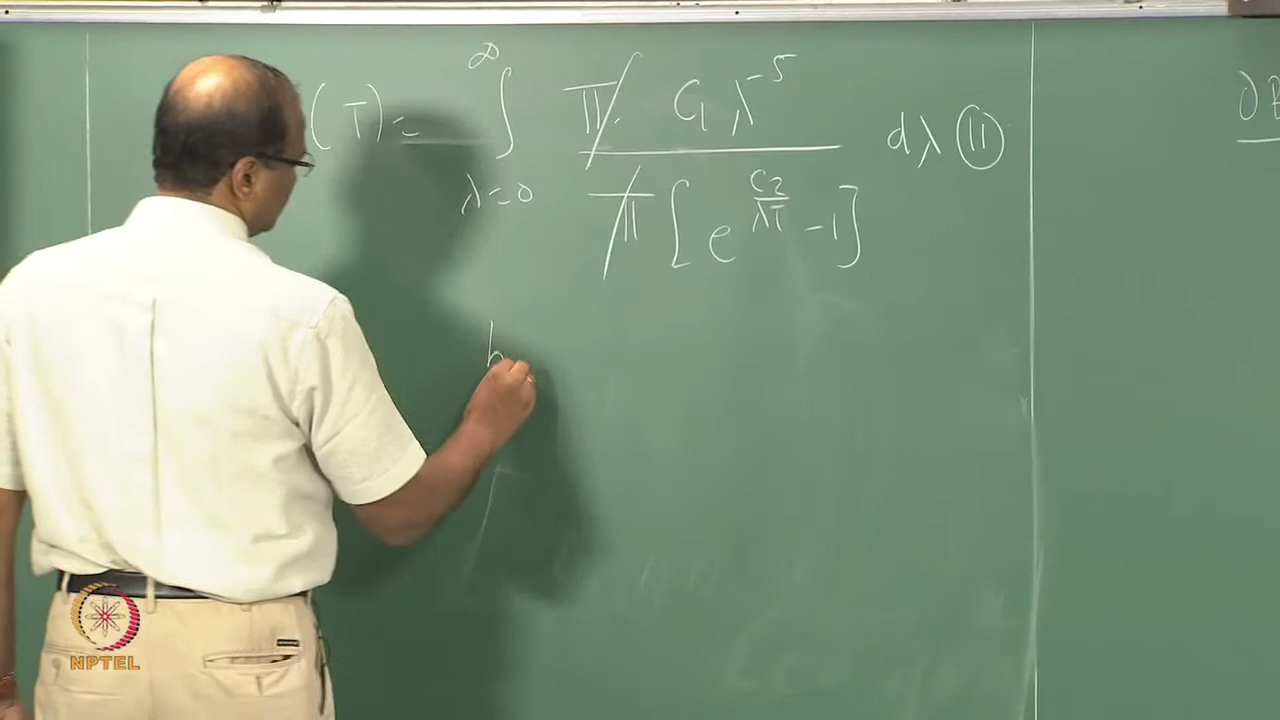 (T) = ∫_{λ=0}^{∞} π. C₁ λ⁻⁵ / π [e^{C₂/λT} - 1] dλ ⑪
h
∂B
NPTEL